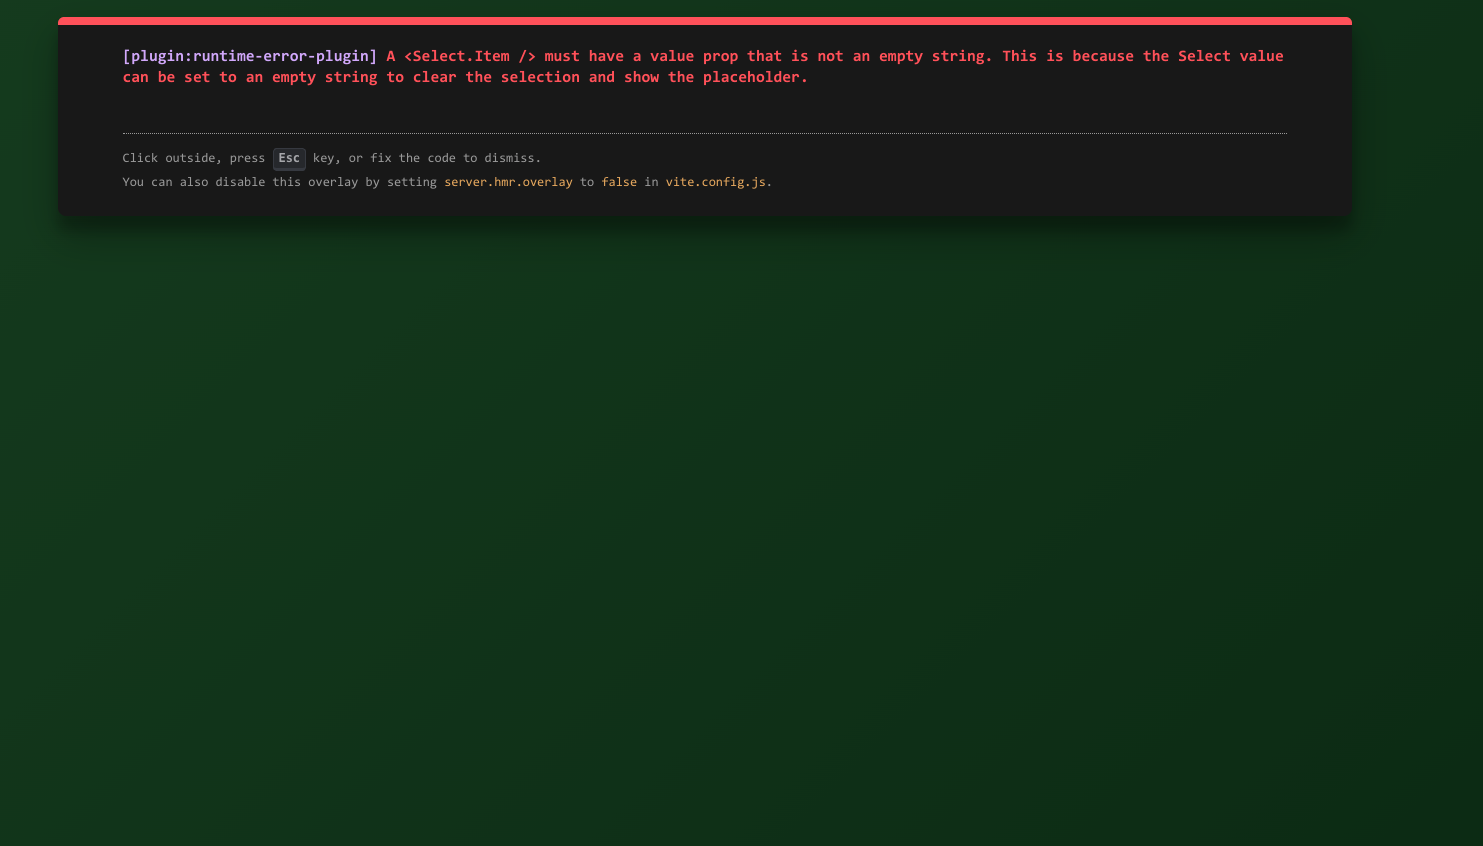 [plugin:runtime-error-plugin] A <Select.Item /> must have a value prop that is not an empty string. This is because the Select value
can be set to an empty string to clear the selection and show the placeholder.
Click outside, press Esc key, or fix the code to dismiss.
You can also disable this overlay by setting server.hmr.overlay to false in vite.config.js.